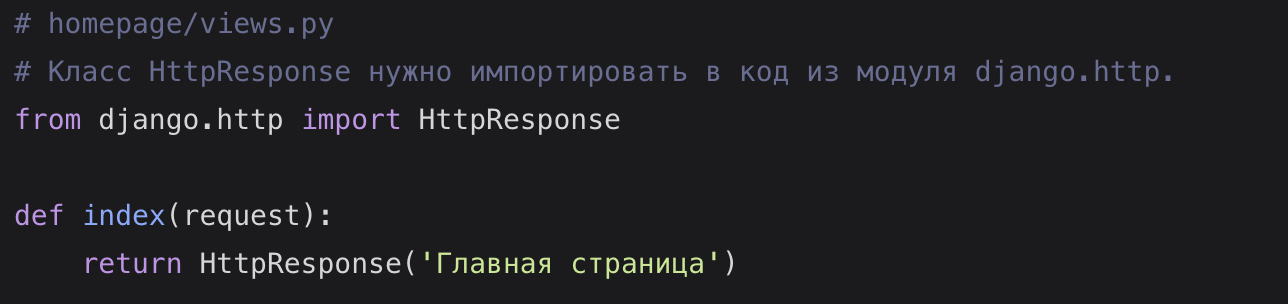 # homepage/views.py
# Класс HttpResponse нужно импортировать в код из модуля django.http.
from django.http import HttpResponse
def index(request):
    return HttpResponse('Главная страница')